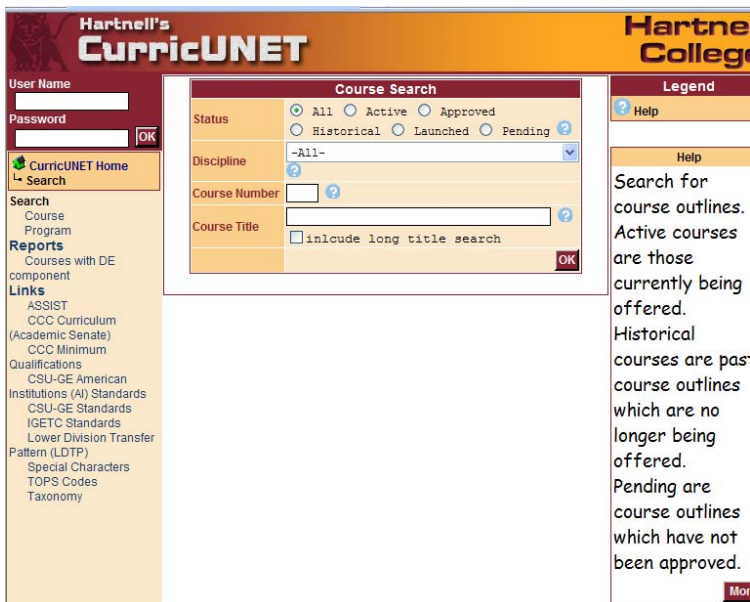 Hartnell's
CurricUNET
Hartne
College
User Name
Password
OK
CurricUNET Home
Search
Search
Course
Program
Reports
Courses with DE
component
Links
ASSIST
CCC Curriculum
(Academic Senate)
CCC Minimum
Qualifications
CSU-GE American
Institutions (AI) Standards
CSU-GE Standards
IGETC Standards
Lower Division Transfer
Pattern (LDTP)
Special Characters
TOPS Codes
Taxonomy
Course Search
Status
All Active Approved
Historical Launched Pending ?
Discipline
-All-
?
Course Number ?
Course Title ?
inlcude long title search
OK
Legend
? Help
Help
Search for
course outlines.
Active courses
are those
currently being
offered.
Historical
courses are past
course outlines
which are no
longer being
offered.
Pending are
course outlines
which have not
been approved.
Mor